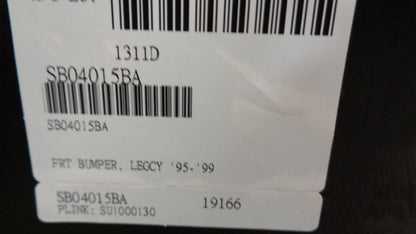 1311D
SB04015BA
SB04015BA
FRT BUMPER, LEGCY '95-'99
SB04015BA 19166
PLINK: SU1000130